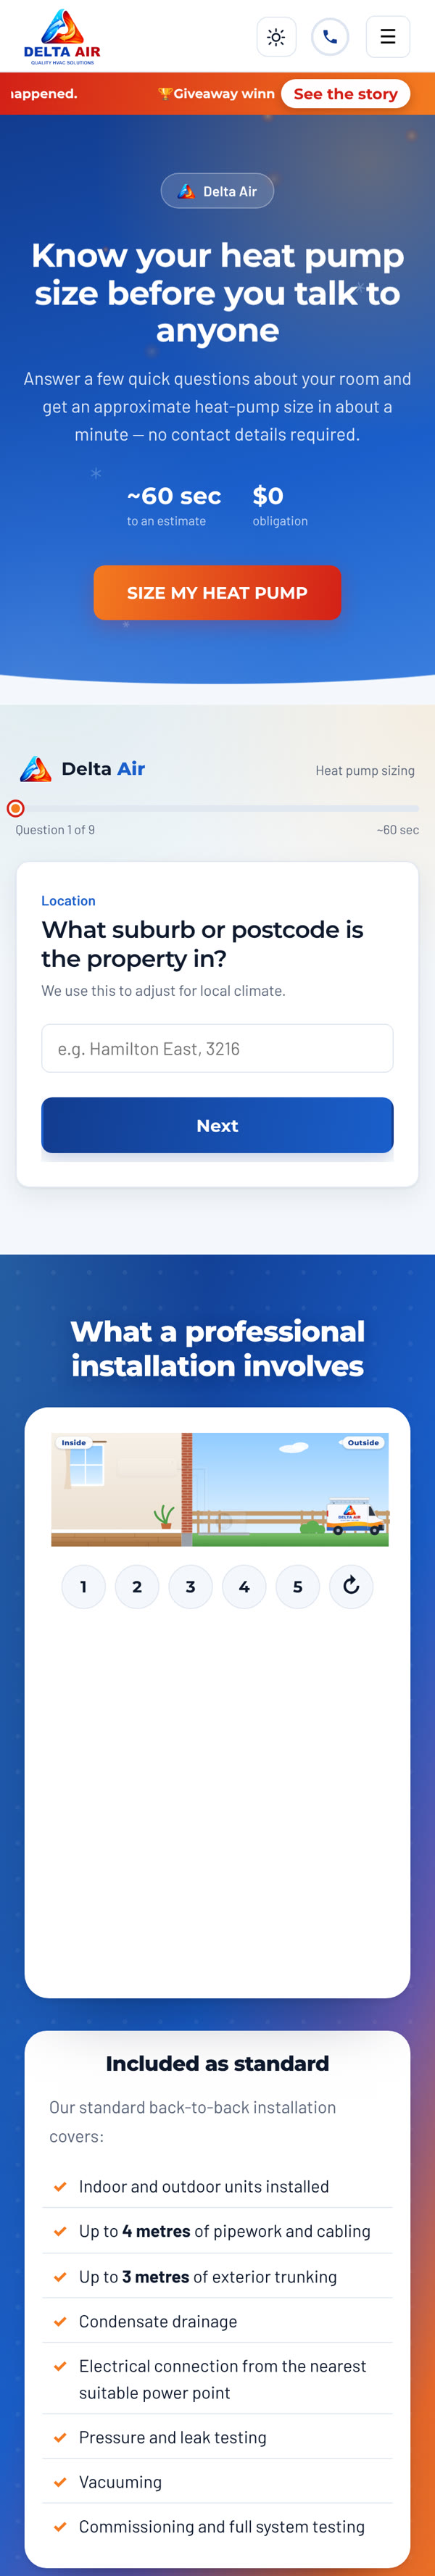 DELTA AIR
QUALITY HVAC SOLUTIONS
☰
happened.
🏆Giveaway winn
See the story
Delta Air
Know your heat pump
size before you talk to
anyone
Answer a few quick questions about your room and
get an approximate heat-pump size in about a
minute — no contact details required.
~60 sec
to an estimate
$0
obligation
SIZE MY HEAT PUMP
Delta Air
Heat pump sizing
Question 1 of 9
~60 sec
Location
What suburb or postcode is
the property in?
We use this to adjust for local climate.
e.g. Hamilton East, 3216
Next
What a professional
installation involves
Inside
Outside
DELTA AIR
1
2
3
4
5
↻
Included as standard
Our standard back-to-back installation
covers:
✓ Indoor and outdoor units installed
✓ Up to 4 metres of pipework and cabling
✓ Up to 3 metres of exterior trunking
✓ Condensate drainage
✓ Electrical connection from the nearest
suitable power point
✓ Pressure and leak testing
✓ Vacuuming
✓ Commissioning and full system testing